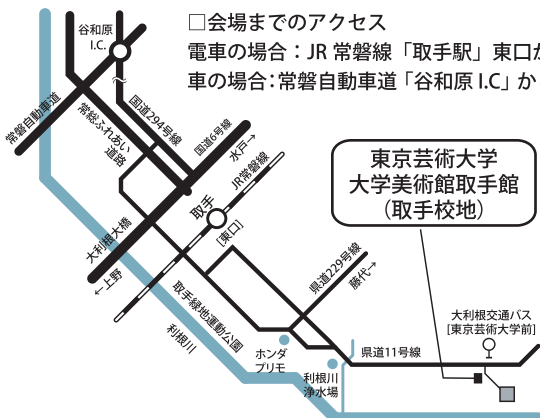 □会場までのアクセス
電車の場合：JR 常磐線「取手駅」東口か
車の場合：常磐自動車道「谷和原 I.C」か
谷和原
I.C.
常磐自動車道
常総ふれあい
道路
国道294号線
国道6号線
水戸→
JR常磐線
取手
[東口]
大利根大橋
←上野
東京芸術大学
大学美術館取手館
（取手校地）
県道229号線
藤代→
取手緑地運動公園
利根川
ホンダ
プリモ
利根川
浄水場
県道11号線
大利根交通バス
[東京芸術大学前]